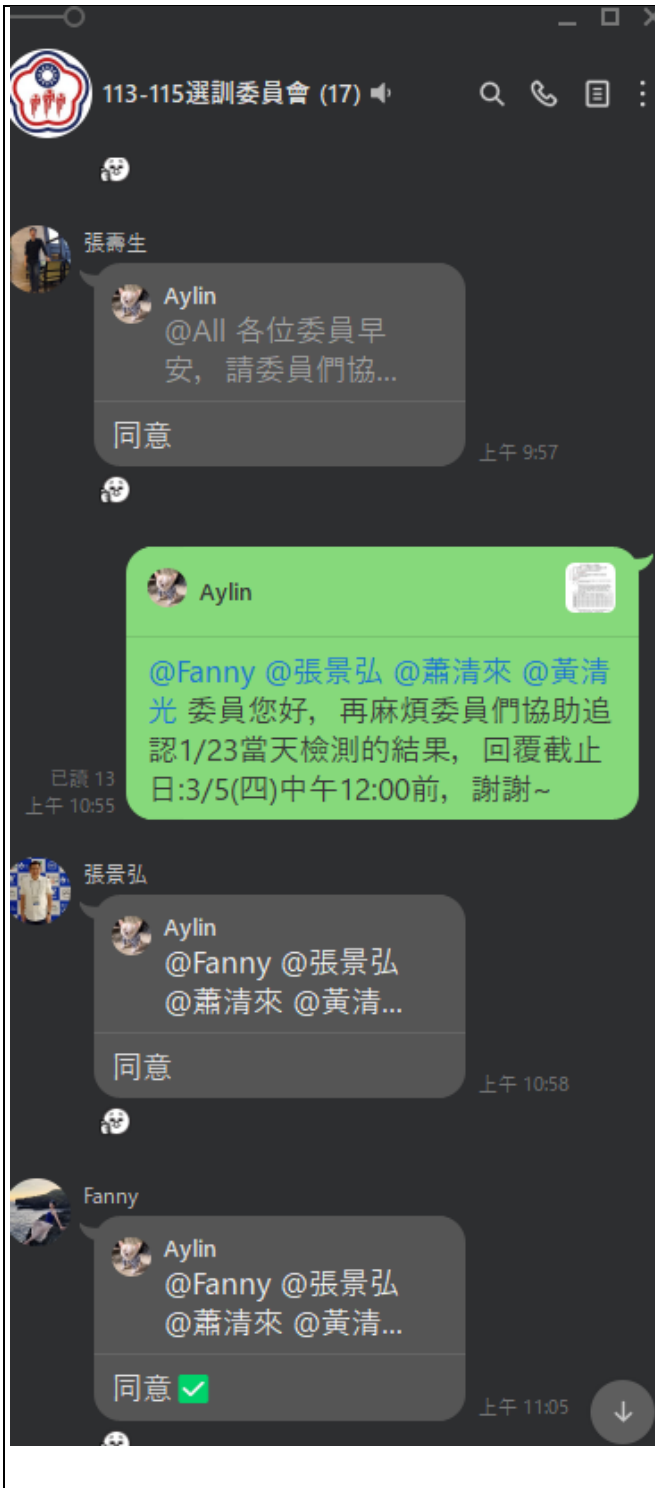 113-115選訓委員會 (17)
張壽生
Aylin
@All 各位委員早
安，請委員們協...
同意
上午 9:57
Aylin
@Fanny @張景弘 @蕭清來 @黃清
光 委員您好，再麻煩委員們協助追
認1/23當天檢測的結果，回覆截止
日:3/5(四)中午12:00前，謝謝~
已讀 13
上午 10:55
張景弘
Aylin
@Fanny @張景弘
@蕭清來 @黃清...
同意
上午 10:58
Fanny
Aylin
@Fanny @張景弘
@蕭清來 @黃清...
同意✅
上午 11:05